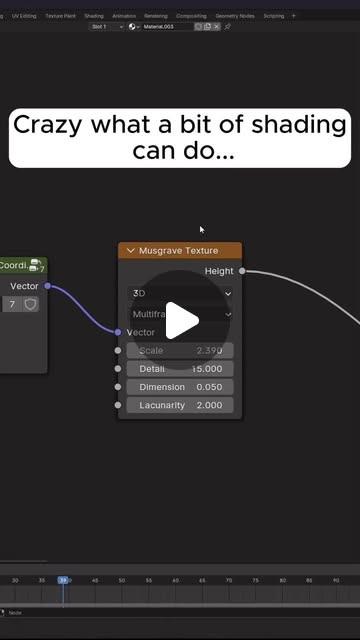 UV Editing Texture Paint Shading Animation Rendering Compositing Geometry Nodes Scripting +
Slot 1 Material.003
Crazy what a bit of shading
can do...
Musgrave Texture
Coordi.. 7
Height
Vector
3D
7
Multifra
Vector
Scale 2.390
Detail 15.000
Dimension 0.050
Lacunarity 2.000
30 35 39 45 50 55 60 65 70 75 80 85 90
Node